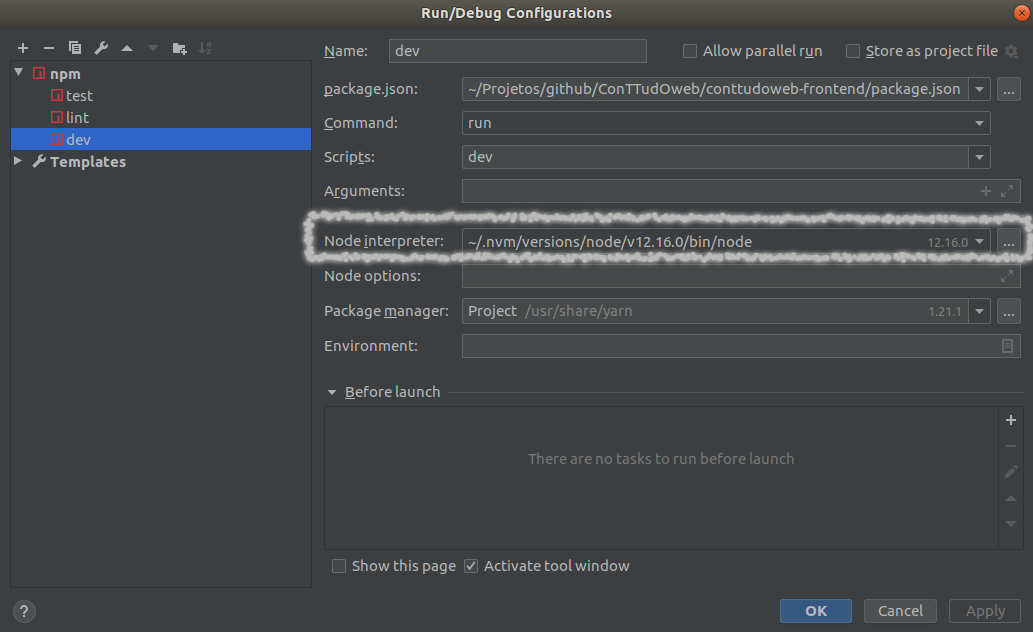 Run/Debug Configurations
Name: dev Allow parallel run Store as project file
npm
test
lint
dev
Templates
package.json: ~/Projetos/github/ConTTudOweb/conttudoweb-frontend/package.json ...
Command: run
Scripts: dev
Arguments:
Node interpreter: ~/.nvm/versions/node/v12.16.0/bin/node 12.16.0 ...
Node options:
Package manager: Project /usr/share/yarn 1.21.1 ...
Environment:
Before launch
There are no tasks to run before launch
Show this page Activate tool window
? OK Cancel Apply